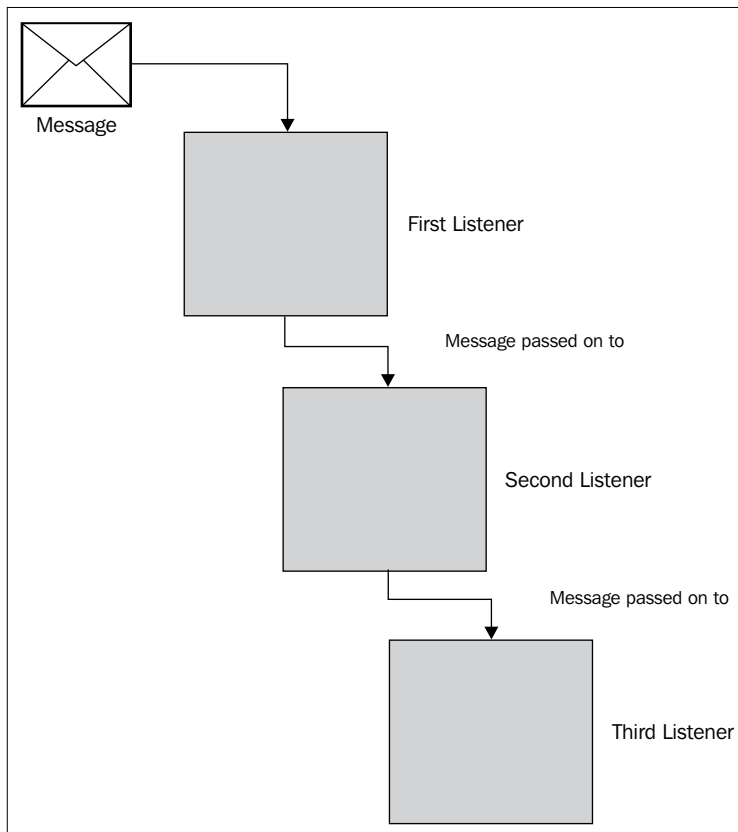 Message
First Listener
Message passed on to
Second Listener
Message passed on to
Third Listener